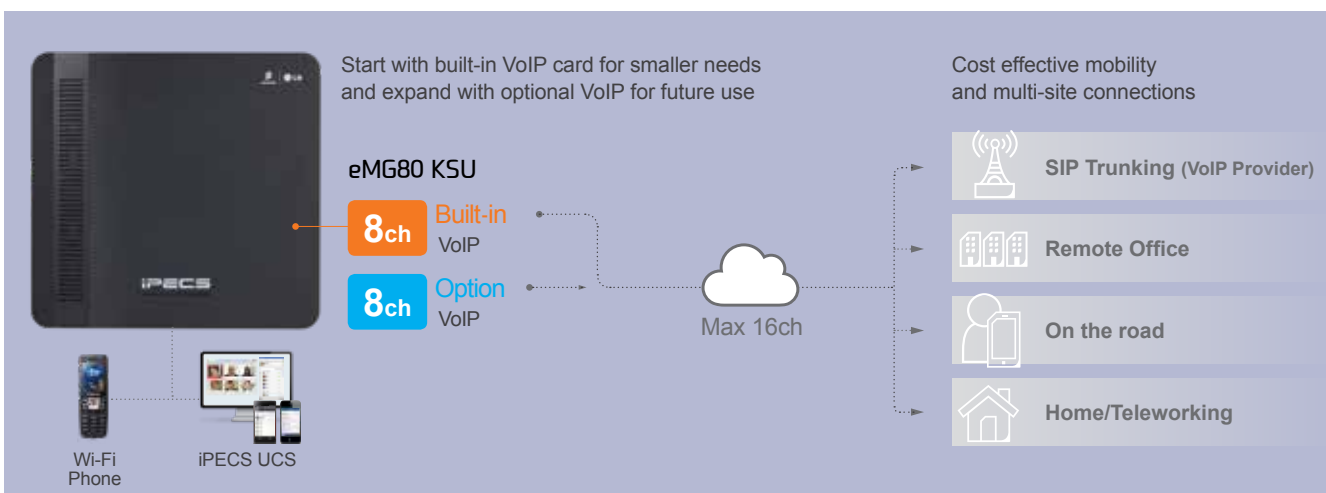 Start with built-in VoIP card for smaller needs
and expand with optional VoIP for future use
Cost effective mobility
and multi-site connections
LG
iPECS
eMG80 KSU
8ch
Built-in
VoIP
8ch
Option
VoIP
Max 16ch
SIP Trunking (VoIP Provider)
Remote Office
On the road
Home/Teleworking
Wi-Fi
Phone
iPECS UCS